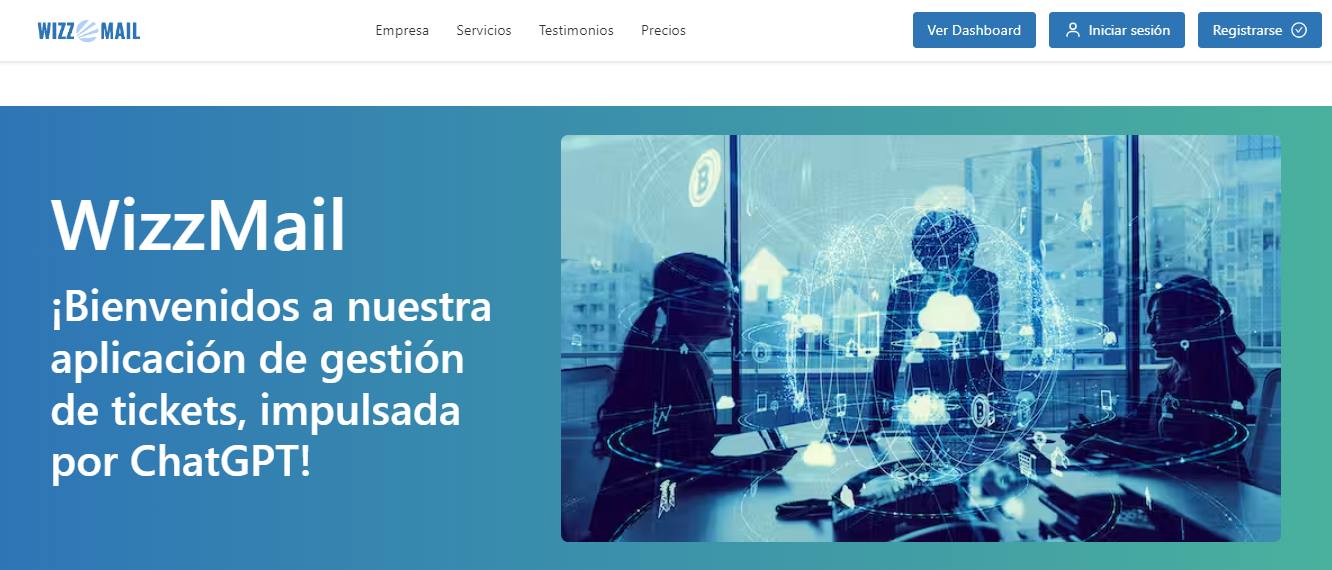 WIZZ MAIL
Empresa
Servicios
Testimonios
Precios
Ver Dashboard
Iniciar sesión
Registrarse
WizzMail
¡Bienvenidos a nuestra
aplicación de gestión
de tickets, impulsada
por ChatGPT!